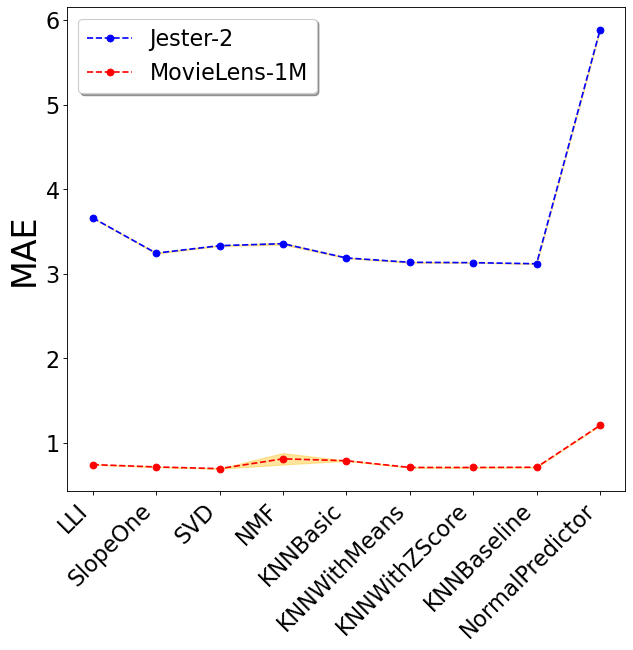 Jester-2
MovieLens-1M
MAE
6
5
4
3
2
1
LLI
SlopeOne
SVD
NMF
KNNBasic
KNNWithMeans
KNNWithZScore
KNNBaseline
NormalPredictor